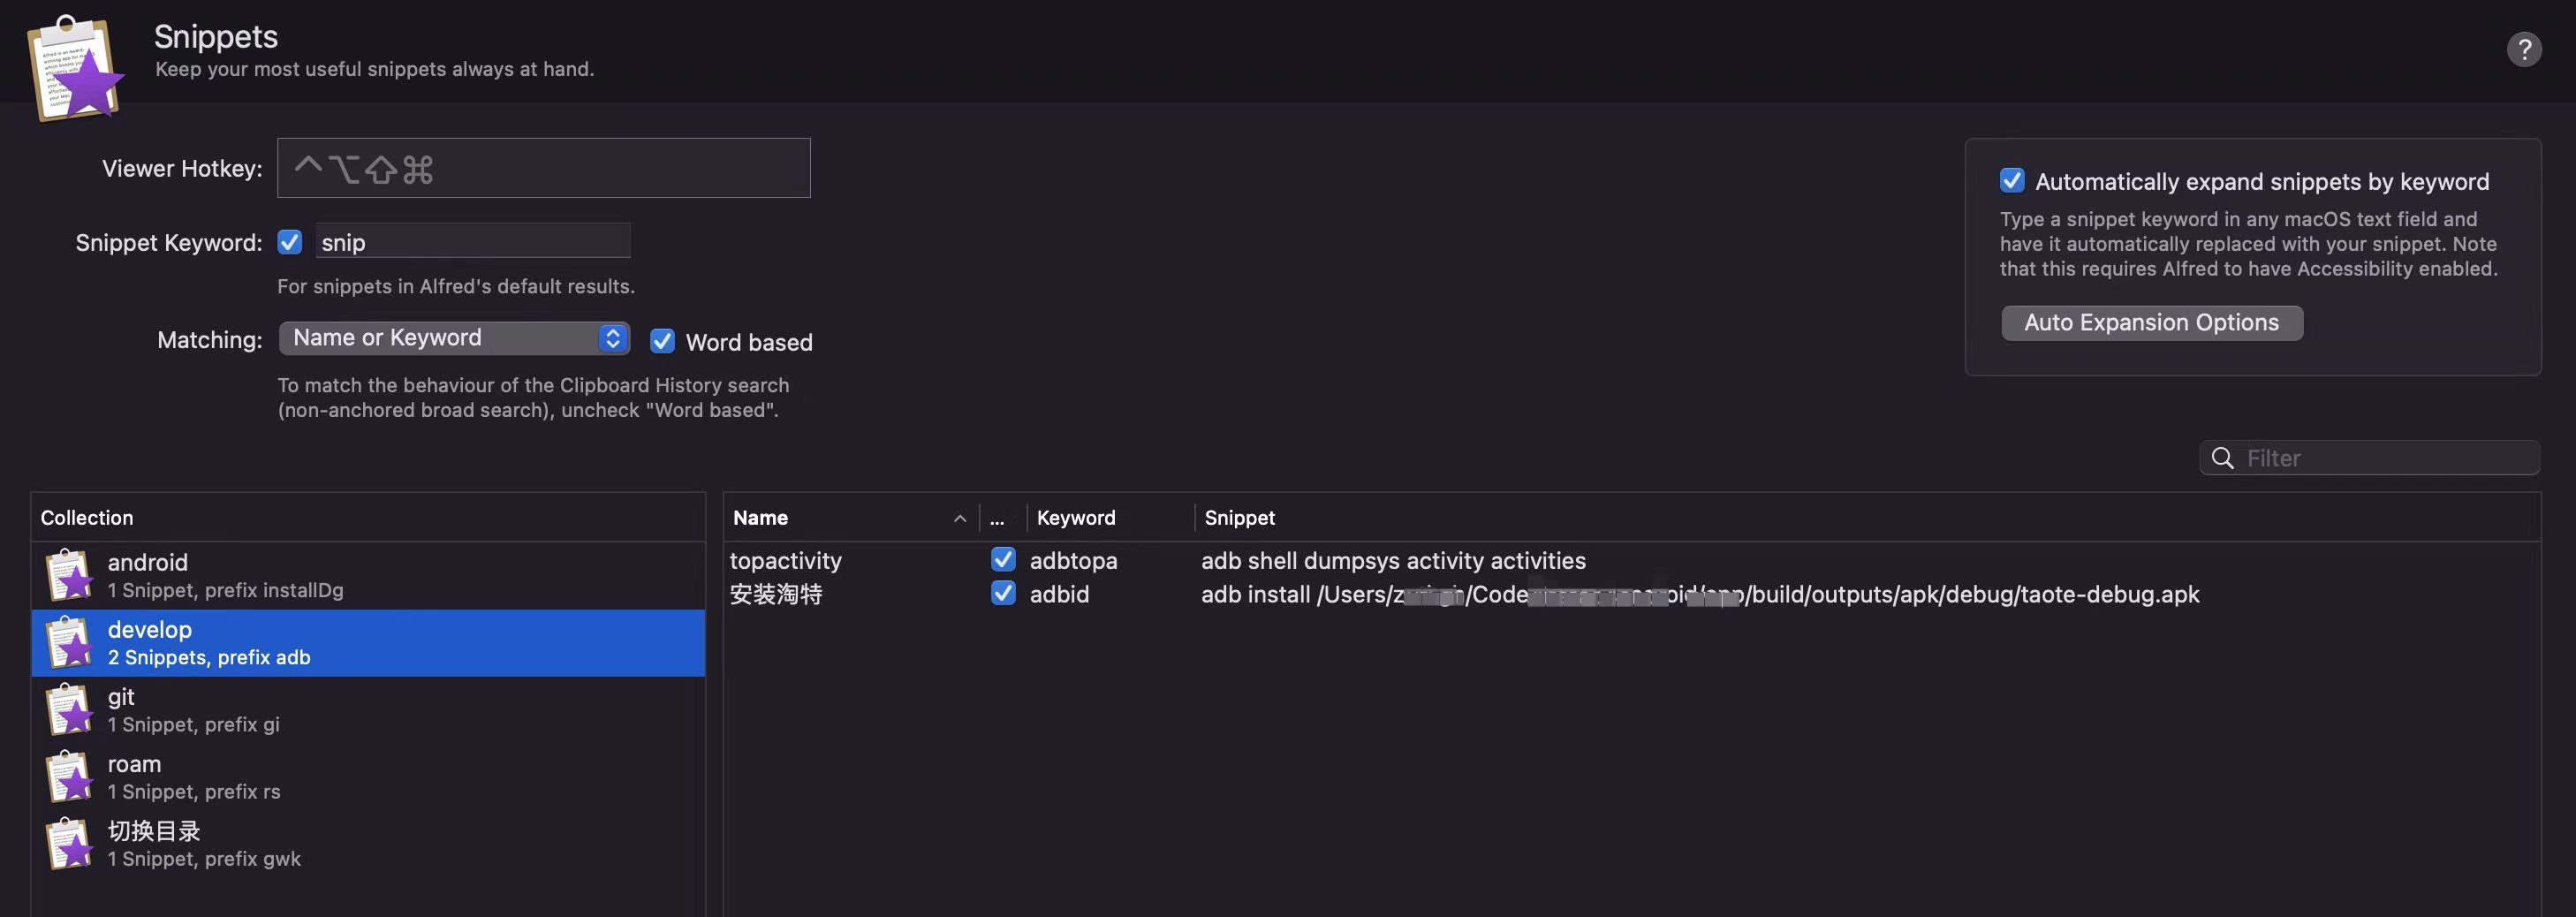 Snippets
Keep your most useful snippets always at hand.
?
Viewer Hotkey: ^⌥⇧⌘
Snippet Keyword: snip
For snippets in Alfred's default results.
Matching: Name or Keyword Word based
To match the behaviour of the Clipboard History search
(non-anchored broad search), uncheck "Word based".
Automatically expand snippets by keyword
Type a snippet keyword in any macOS text field and
have it automatically replaced with your snippet. Note
that this requires Alfred to have Accessibility enabled.
Auto Expansion Options
Filter
Collection
android
1 Snippet, prefix installDg
develop
2 Snippets, prefix adb
git
1 Snippet, prefix gi
roam
1 Snippet, prefix rs
切换目录
1 Snippet, prefix gwk
Name ... Keyword Snippet
topactivity adbtopa adb shell dumpsys activity activities
安装淘特 adbid adb install /Users/ /build/outputs/apk/debug/taote-debug.apk